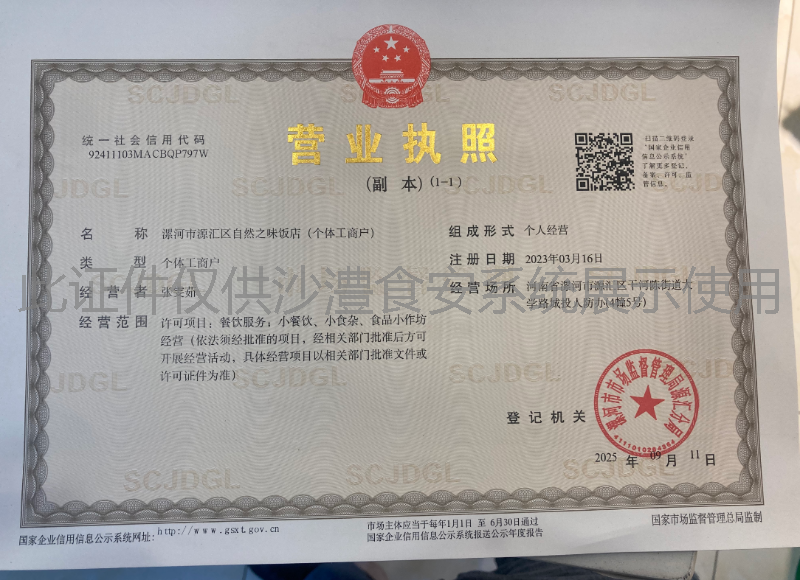 统一社会信用代码
92411103MACBQP797W
营业执照
(副 本)(1-1)
扫描二维码登录
"国家企业信用
信息公示系统"
了解更多登记、
备案、许可、监
管信息。
名 称 漯河市源汇区自然之味饭店(个体工商户)
类 型 个体工商户
经 营 者
经营范围 许可项目:餐饮服务;小餐饮、小食杂、食品小作坊
经营(依法须经批准的项目,经相关部门批准后方可
开展经营活动,具体经营项目以相关部门批准文件或
许可证件为准)
组成形式 个人经营
注册日期 2023年03月16日
经营场所 河南省漯河市源汇区干河陈街道大
学路城投人防办(4幢5号)
此证件仅供沙澧食安系统展示使用
登记机关
漯河市市场监督管理局源汇分局
2025 年 09 月 11 日
国家企业信用信息公示系统网址:http://www.gsxt.gov.cn
市场主体应当于每年1月1日 至 6月30日通过
国家企业信用信息公示系统报送公示年度报告
国家市场监督管理总局监制
SCJDGL